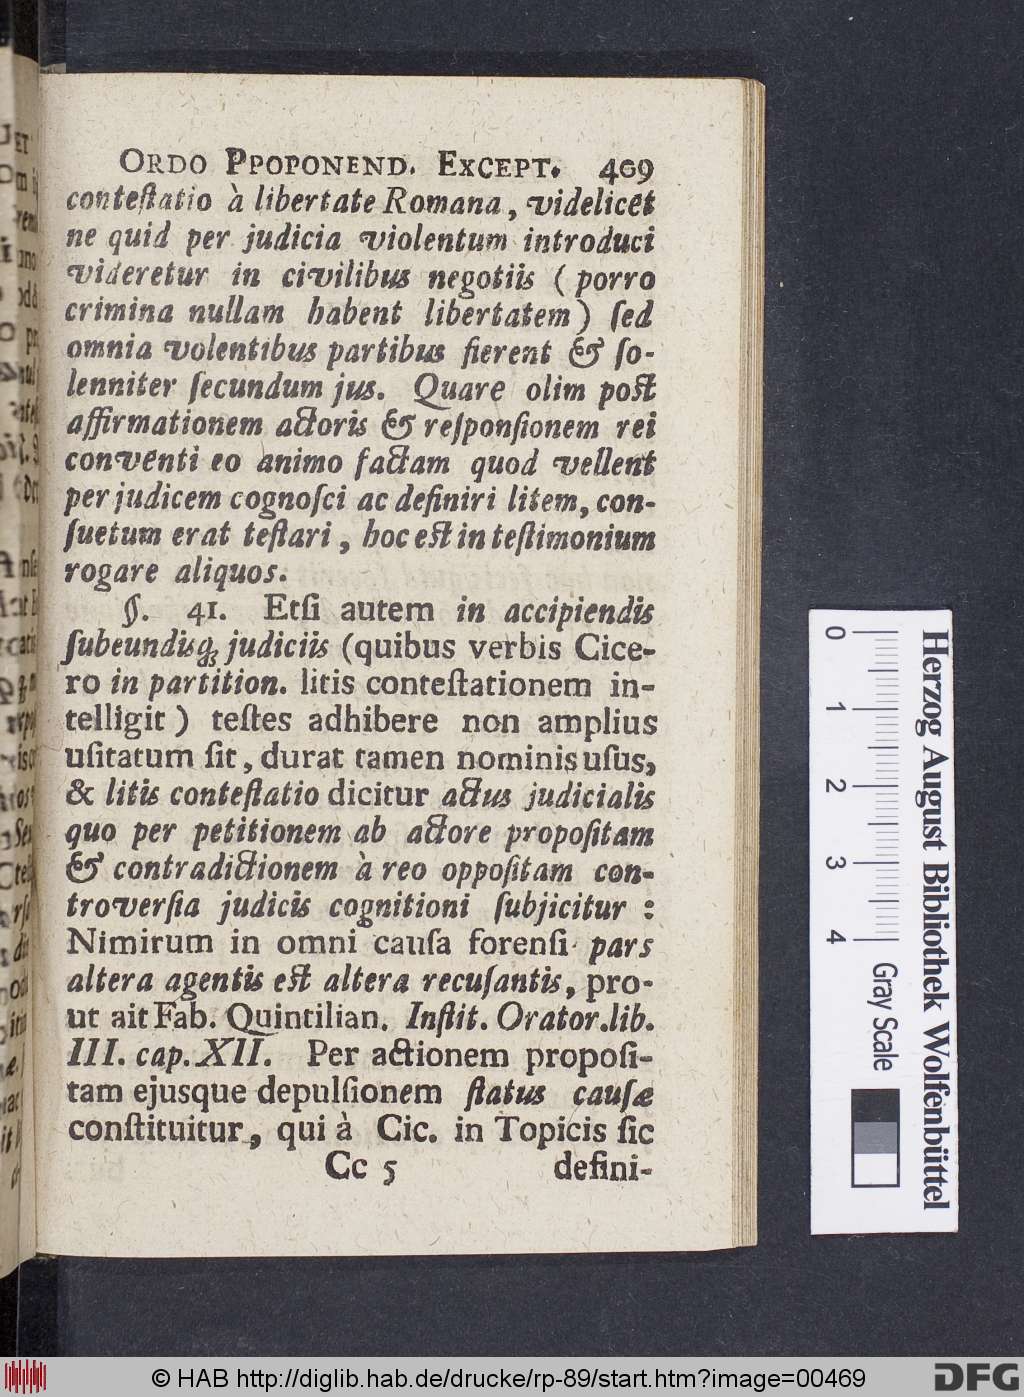 ORDO PPOPONEND. EXCEPT. 409
conteſtatio à libertate Romana, videlicet
ne quid per judicia violentum introduci
videretur in civilibus negotiis ( porro
crimina nullam habent libertatem) ſed
omnia volentibus partibus fierent & ſo-
lenniter ſecundum jus. Quare olim poſt
affirmationem actoris & reſponſionem rei
conventi eo animo factam quod vellent
per judicem cognoſci ac definiri litem, con-
ſuetum erat teſtari, hoc eſt in teſtimonium
rogare aliquos.
§. 41. Etſi autem in accipiendis
ſubeundisq; judiciis (quibus verbis Cice-
ro in partition. litis conteſtationem in-
telligit) teſtes adhibere non amplius
uſitatum ſit, durat tamen nominis uſus,
& litis conteſtatio dicitur actus judicialis
quo per petitionem ab actore propoſitam
& contradictionem à reo oppoſitam con-
troverſia judicis cognitioni ſubjicitur :
Nimirum in omni cauſa forenſi pars
altera agentis eſt altera recuſantis, pro-
ut ait Fab. Quintilian. Inſtit. Orator. lib.
III. cap. XII. Per actionem propoſi-
tam ejusque depulſionem ſtatus cauſæ
conſtituitur, qui à Cic. in Topicis ſic
Cc 5 defini-
0
1
2
3
4
Gray Scale
Herzog August Bibliothek Wolfenbüttel
© HAB http://diglib.hab.de/drucke/rp-89/start.htm?image=00469
DFG